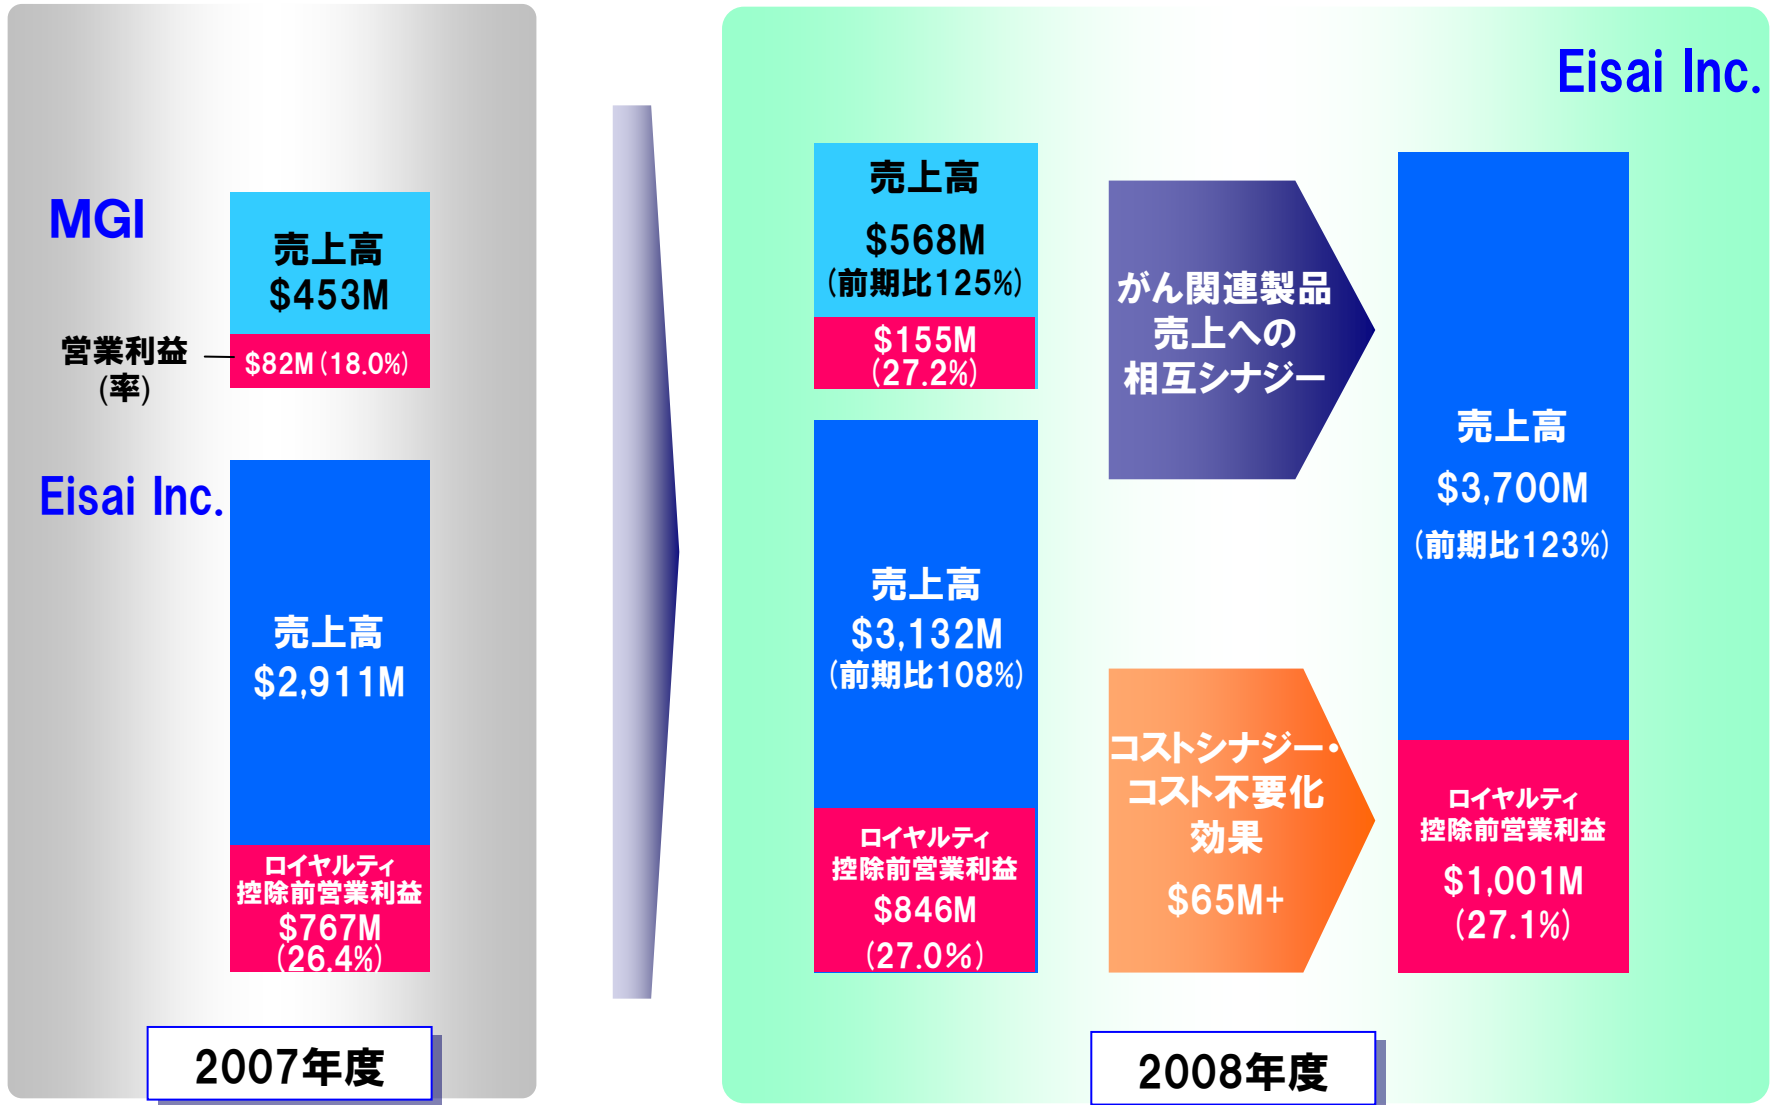 MGI
売上高
$453M
営業利益
(率)
$82M(18.0%)
Eisai Inc.
売上高
$2,911M
ロイヤルティ
控除前営業利益
$767M
(26.4%)
2007年度
Eisai Inc.
売上高
$568M
(前期比125%)
$155M
(27.2%)
売上高
$3,132M
(前期比108%)
ロイヤルティ
控除前営業利益
$846M
(27.0%)
がん関連製品
売上への
相互シナジー
コストシナジー・
コスト不要化
効果
$65M+
売上高
$3,700M
(前期比123%)
ロイヤルティ
控除前営業利益
$1,001M
(27.1%)
2008年度